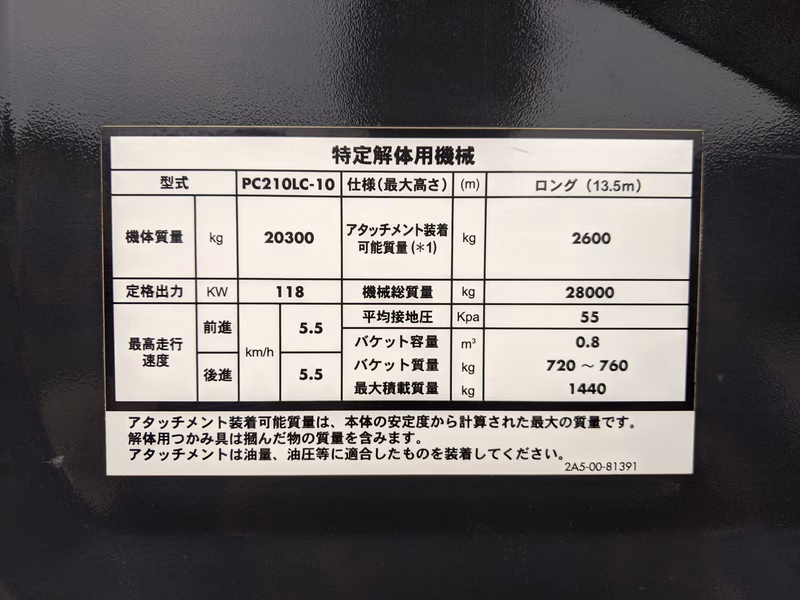 特定解体用機械
型式 PC210LC-10 仕様(最大高さ) (m) ロング (13.5m)
機体質量 kg 20300 アタッチメント装着可能質量(＊1) kg 2600
定格出力 KW 118 機械総質量 kg 28000
最高走行速度 前進 km/h 5.5 平均接地圧 Kpa 55
バケット容量 m³ 0.8
後進 5.5 バケット質量 kg 720 ～ 760
最大積載質量 kg 1440
アタッチメント装着可能質量は、本体の安定度から計算された最大の質量です。
解体用つかみ具は掴んだ物の質量を含みます。
アタッチメントは油量、油圧等に適合したものを装着してください。
2A5-00-81391